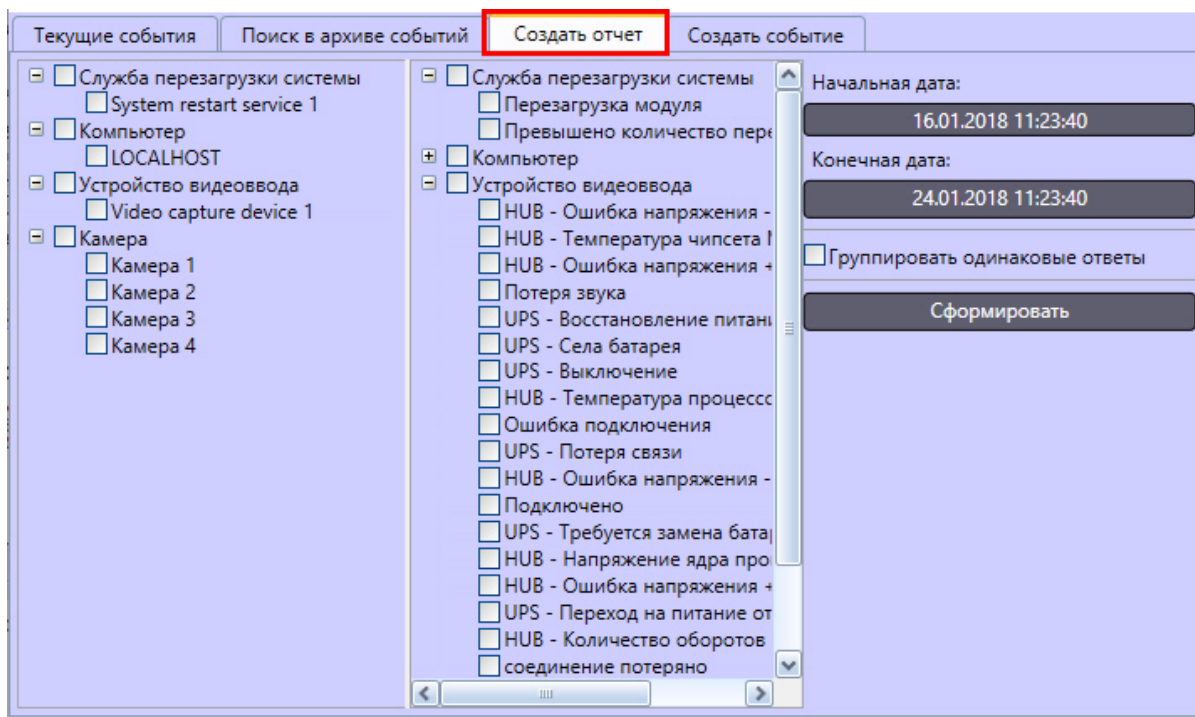 Текущие события
Поиск в архиве событий
Создать отчет
Создать событие
Служба перезагрузки системы
System restart service 1
Компьютер
LOCALHOST
Устройство видеоввода
Video capture device 1
Камера
Камера 1
Камера 2
Камера 3
Камера 4
Служба перезагрузки системы
Перезагрузка модуля
Превышено количество пере
Компьютер
Устройство видеоввода
HUB - Ошибка напряжения -
HUB - Температура чипсета
HUB - Ошибка напряжения +
Потеря звука
UPS - Восстановление питан
UPS - Села батарея
UPS - Выключение
HUB - Температура процессо
Ошибка подключения
UPS - Потеря связи
HUB - Ошибка напряжения -
Подключено
UPS - Требуется замена бата
HUB - Напряжение ядра про
HUB - Ошибка напряжения +
UPS - Переход на питание от
HUB - Количество оборотов
соединение потеряно
Начальная дата:
16.01.2018 11:23:40
Конечная дата:
24.01.2018 11:23:40
Группировать одинаковые ответы
Сформировать